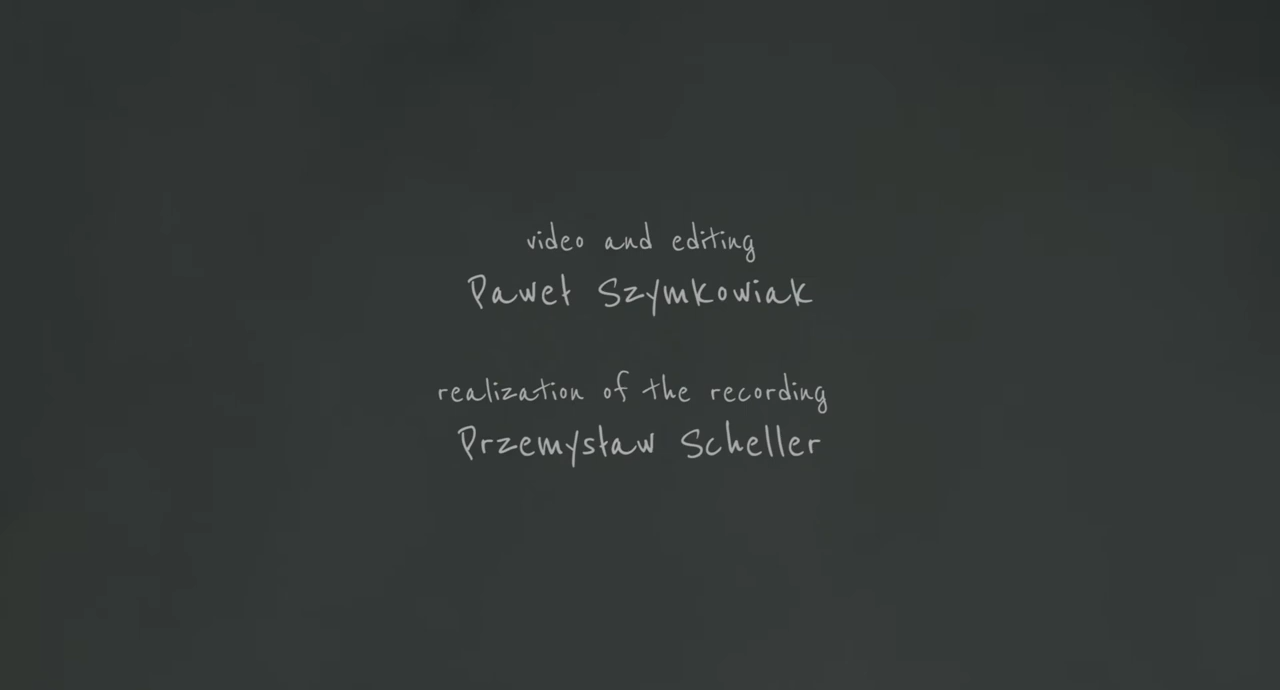 video and editing
Paweł Szymkowiak
realization of the recording
Przemysław Scheller